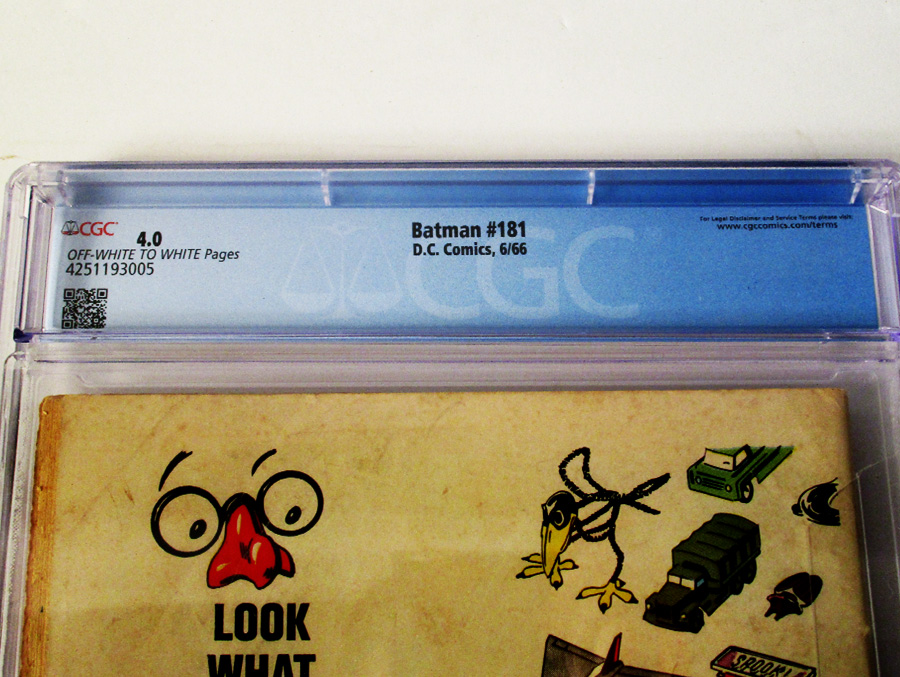 CGC
4.0
OFF-WHITE TO WHITE Pages
4251193005
Batman #181
D.C. Comics, 6/66
For Legal Disclaimer and Service Terms please visit
www.cgccomics.com/terms
CGC
LOOK
WHAT
SPOOK!